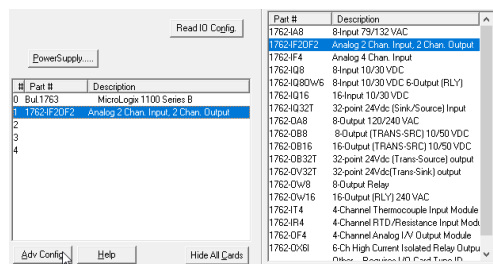 Read IO Config.
PowerSupply.....
# Part # Description
0 Bul.1763 MicroLogix 1100 Series B
1 1762-IF2OF2 Analog 2 Chan. Input, 2 Chan. Output
2
3
4
Adv Config Help Hide All Cards
Part # Description
1762-IA8 8-Input 79/132 VAC
1762-IF2OF2 Analog 2 Chan. Input, 2 Chan. Output
1762-IF4 Analog 4 Chan. Input
1762-IQ8 8-Input 10/30 VDC
1762-IQ8OW6 8-Input 10/30 VDC 6-Output (RLY)
1762-IQ16 16-Input 10/30 VDC
1762-IQ32T 32-point 24Vdc (Sink/Source) Input
1762-OA8 8-Output 120/240 VAC
1762-OB8 8-Output (TRANS-SRC) 10/50 VDC
1762-OB16 16-Output (TRANS-SRC) 10/50 VDC
1762-OB32T 32-point 24Vdc (Trans-Source) output
1762-OV32T 32-point 24Vdc(Trans-Sink) output
1762-OW8 8-Output Relay
1762-OW16 16-Output (RLY) 240 VAC
1762-IT4 4-Channel Thermocouple Input Module
1762-IR4 4-Channel RTD/Resistance Input Modu
1762-OF4 4-Channel Analog I/V Output Module
1762-OX6I 6-Ch High Current Isolated Relay Outpu
Other Requires I/O Card Type ID